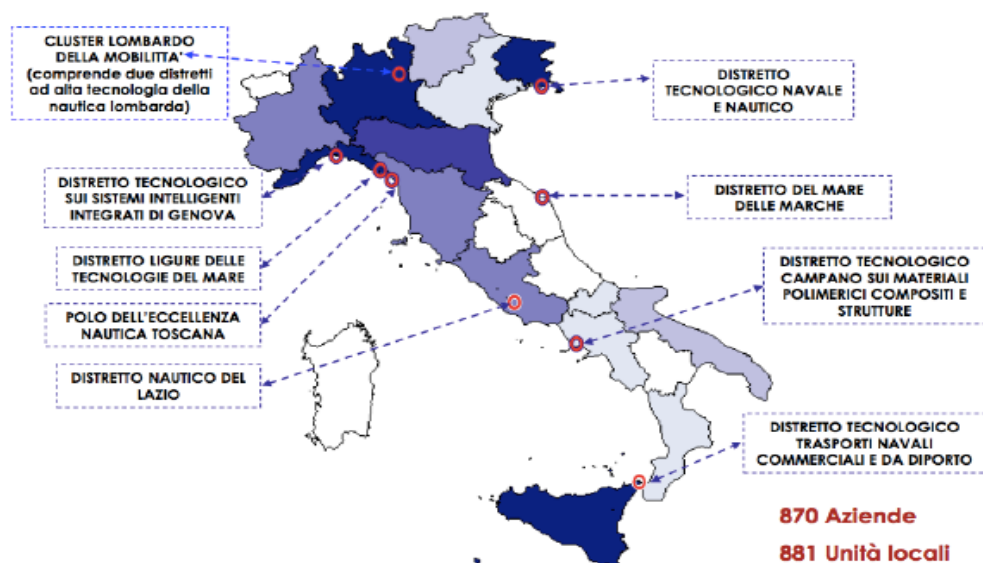 CLUSTER LOMBARDO
DELLA MOBILITTA'
(comprende due distretti
ad alta tecnologia della
nautica lombarda)
DISTRETTO TECNOLOGICO
SUI SISTEMI INTELLIGENTI
INTEGRATI DI GENOVA
DISTRETTO LIGURE DELLE
TECNOLOGIE DEL MARE
POLO DELL'ECCELLENZA
NAUTICA TOSCANA
DISTRETTO NAUTICO DEL
LAZIO
DISTRETTO
TECNOLOGICO NAVALE
E NAUTICO
DISTRETTO DEL MARE
DELLE MARCHE
DISTRETTO TECNOLOGICO
CAMPANO SUI MATERIALI
POLIMERICI COMPOSITI E
STRUTTURE
DISTRETTO TECNOLOGICO
TRASPORTI NAVALI
COMMERCIALI E DA DIPORTO
870 Aziende
881 Unità locali